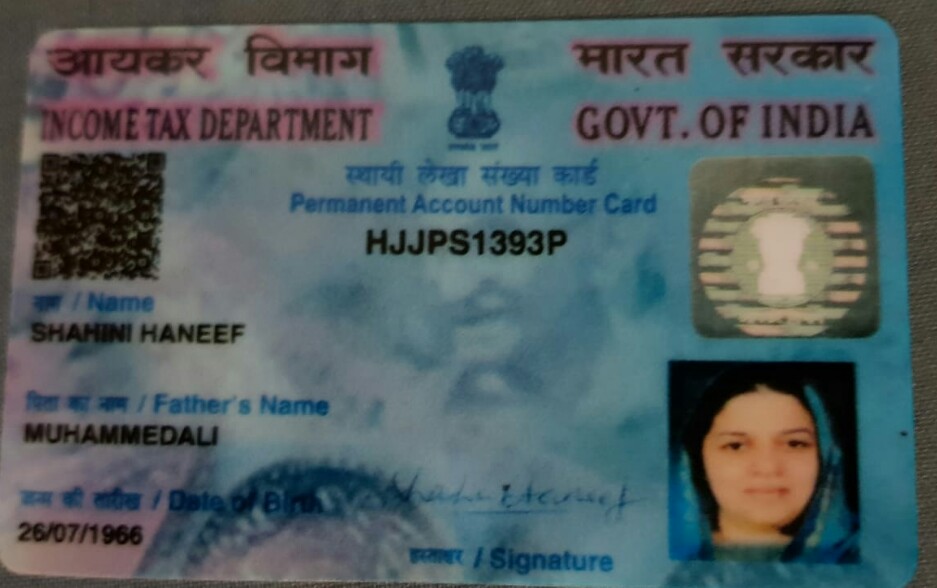 आयकर विभाग
भारत सरकार
INCOME TAX DEPARTMENT
GOVT. OF INDIA
स्थायी लेखा संख्या कार्ड
Permanent Account Number Card
HJJPS1393P
नाम / Name
SHAHINI HANEEF
पिता का नाम / Father's Name
MUHAMMEDALI
जन्म की तारीख / Date of Birth
26/07/1966
हस्ताक्षर / Signature